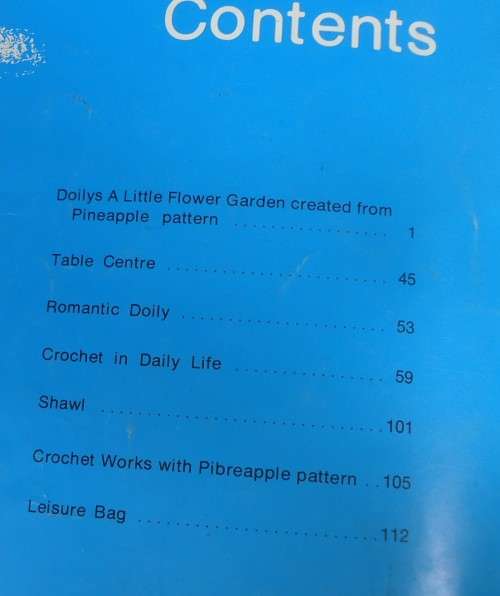 Contents
Doilys A Little Flower Garden created from
Pineapple pattern ................ 1
Table Centre ........................ 45
Romantic Doily ...................... 53
Crochet in Daily Life ................ 59
Shawl .............................. 101
Crochet Works with Pibreapple pattern .. 105
Leisure Bag ......................... 112